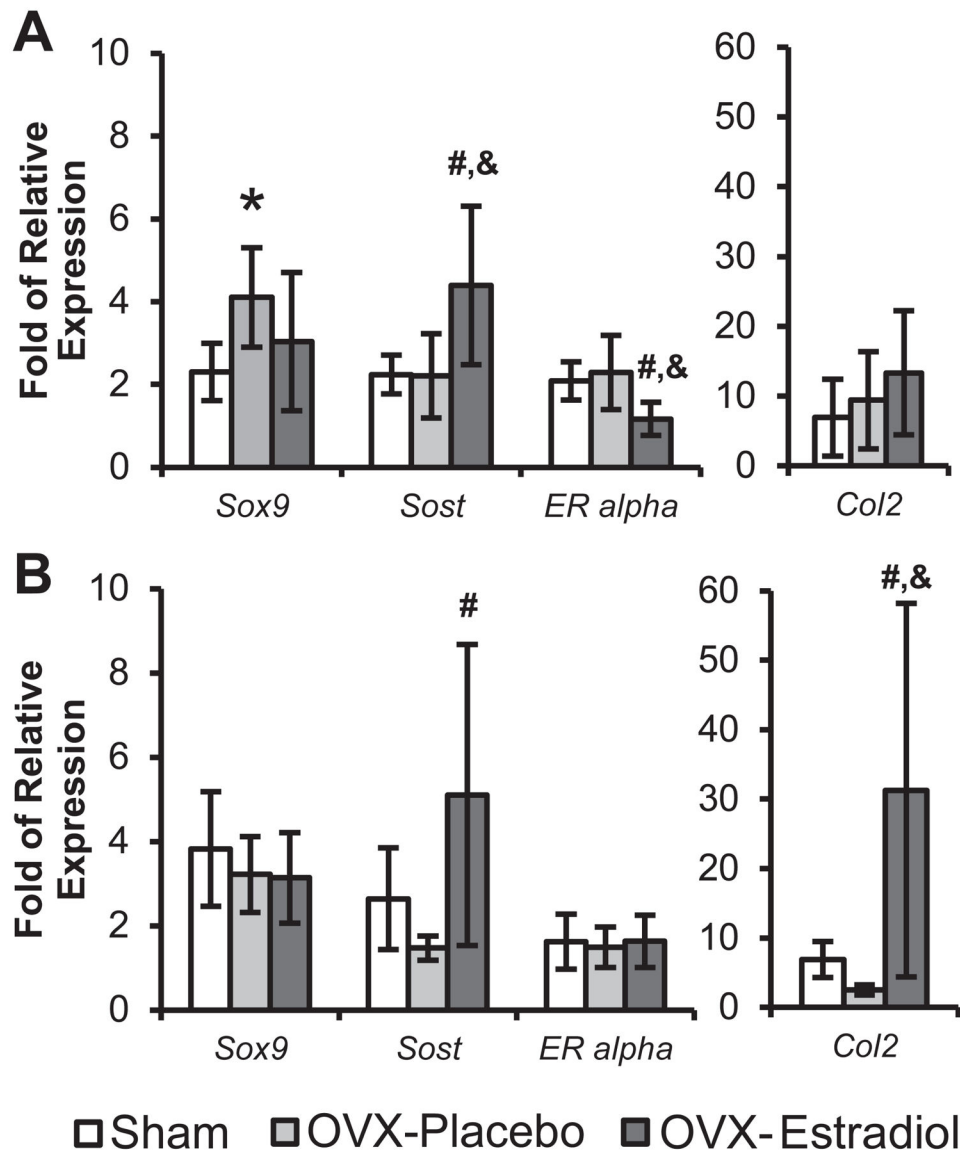 A
Fold of Relative
Expression
10
8
6
4
2
0
*
#,&
#,&
Sox9
Sost
ER alpha
60
50
40
30
20
10
0
Col2
B
Fold of Relative
Expression
10
8
6
4
2
0
#
Sox9
Sost
ER alpha
60
50
40
30
20
10
0
#,&
Col2
Sham
OVX-Placebo
OVX-Estradiol